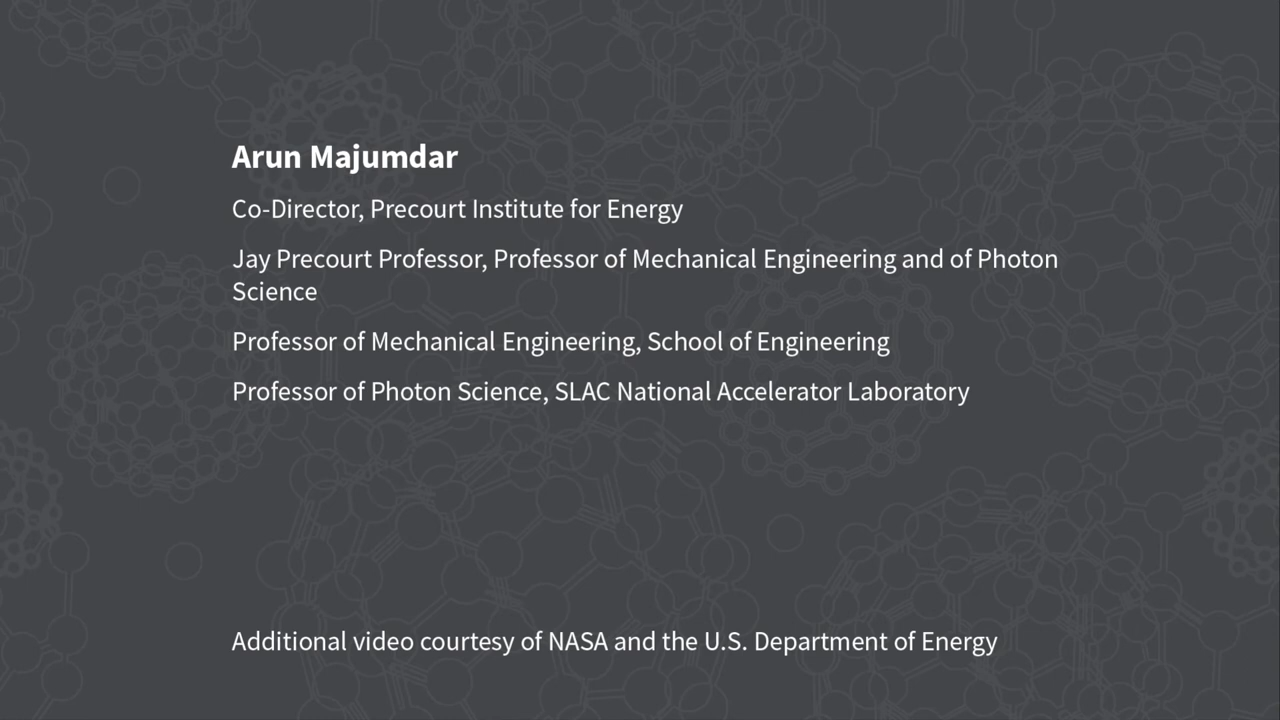 Arun Majumdar
Co-Director, Precourt Institute for Energy
Jay Precourt Professor, Professor of Mechanical Engineering and of Photon
Science
Professor of Mechanical Engineering, School of Engineering
Professor of Photon Science, SLAC National Accelerator Laboratory
Additional video courtesy of NASA and the U.S. Department of Energy